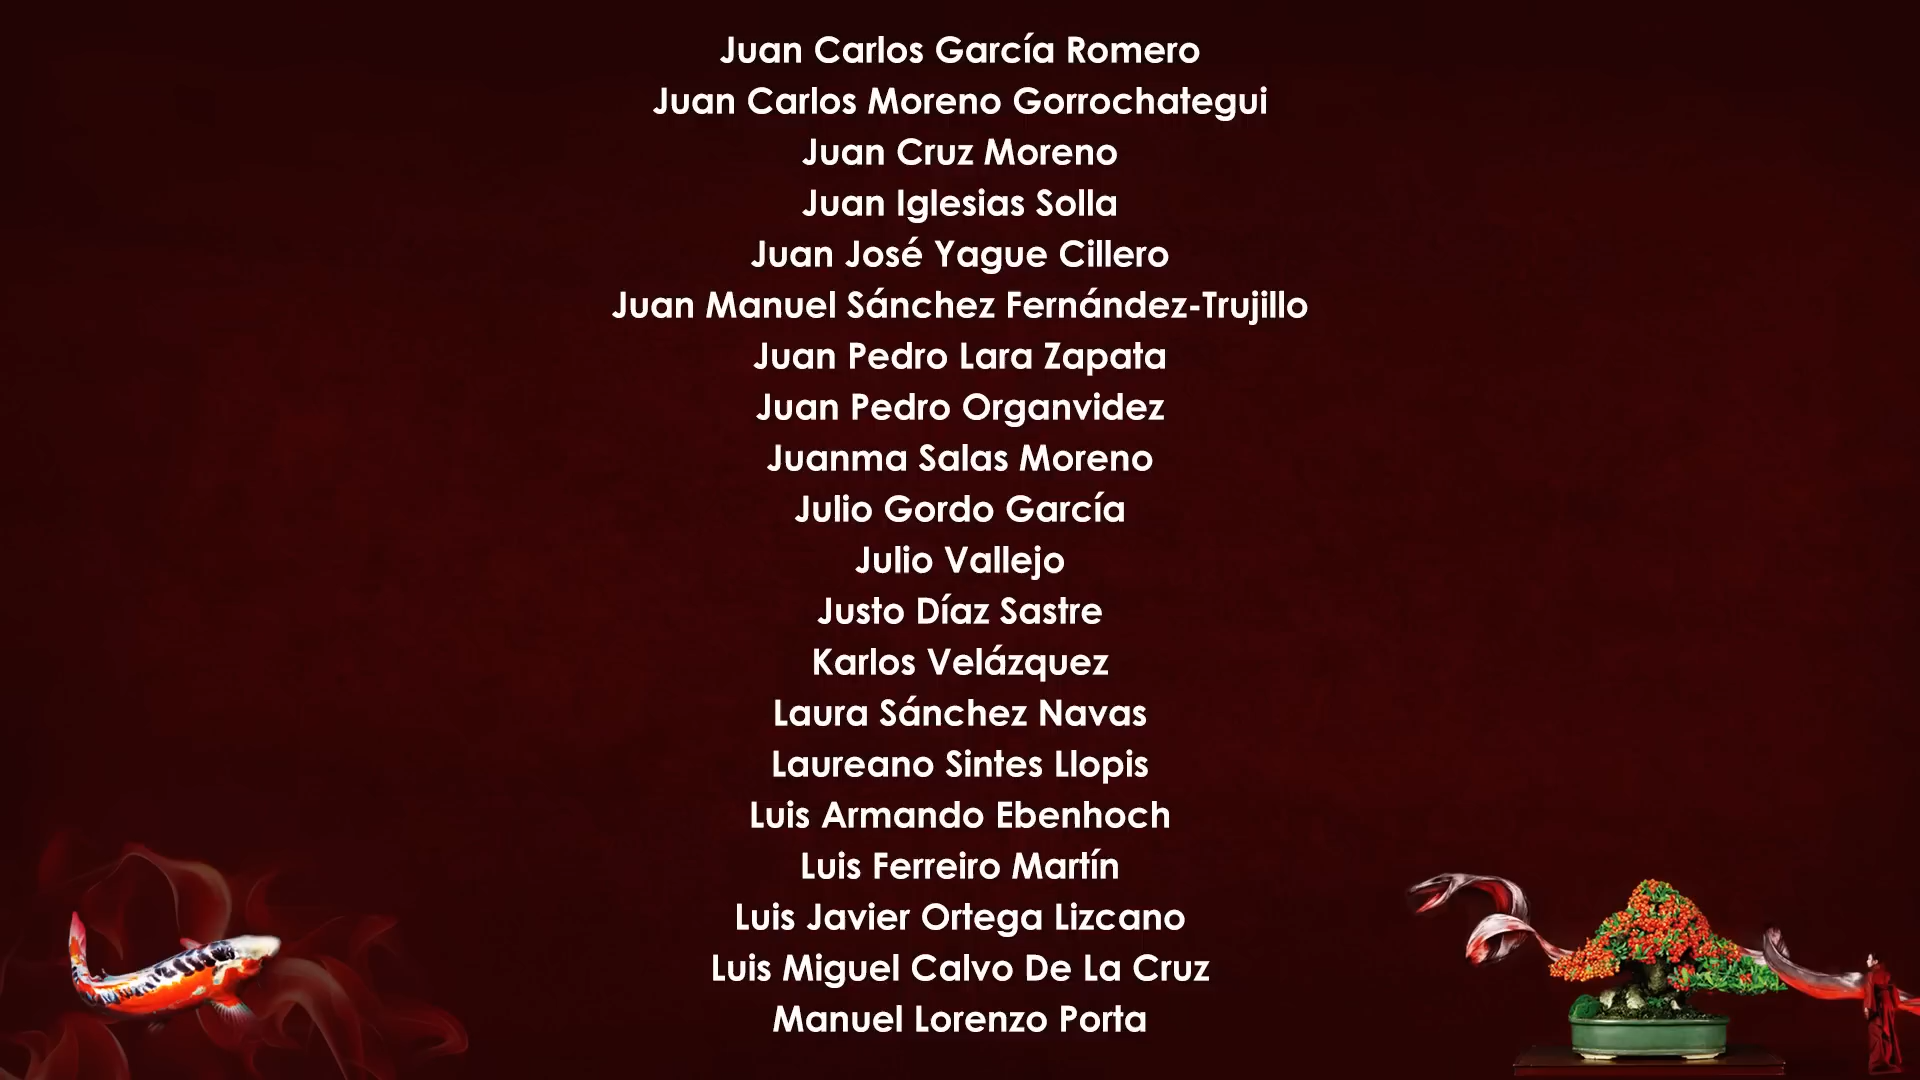 Juan Carlos García Romero
Juan Carlos Moreno Gorrochategui
Juan Cruz Moreno
Juan Iglesias Solla
Juan José Yague Cillero
Juan Manuel Sánchez Fernández-Trujillo
Juan Pedro Lara Zapata
Juan Pedro Organvidez
Juanma Salas Moreno
Julio Gordo García
Julio Vallejo
Justo Díaz Sastre
Karlos Velázquez
Laura Sánchez Navas
Laureano Sintes Llopis
Luis Armando Ebenhoch
Luis Ferreiro Martín
Luis Javier Ortega Lizcano
Luis Miguel Calvo De La Cruz
Manuel Lorenzo Porta